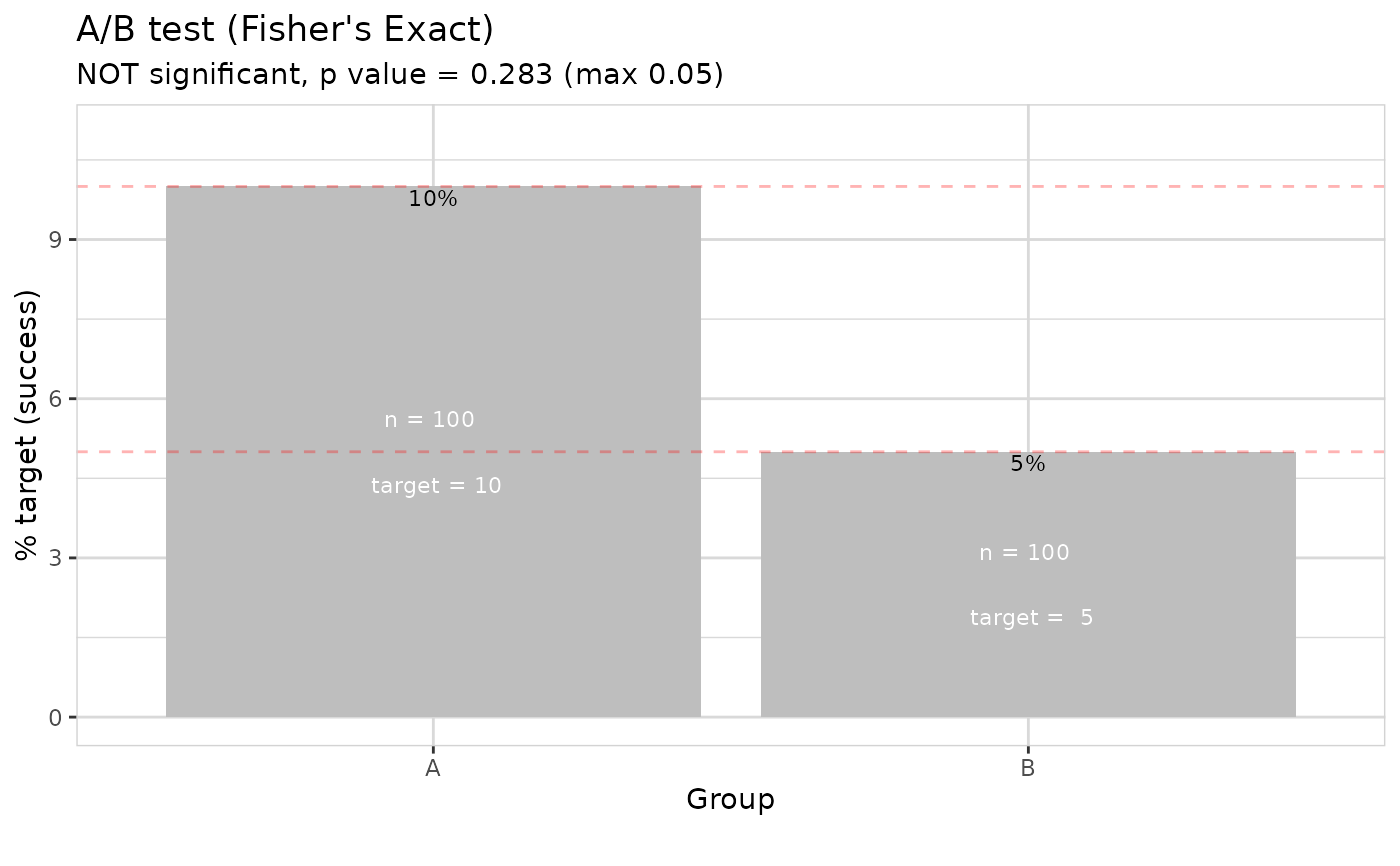 A/B test (Fisher's Exact)
NOT significant, p value = 0.283 (max 0.05)
% target (success)
9
6
3
0
10%
n = 100
target = 10
5%
n = 100
target =  5
A
B
Group